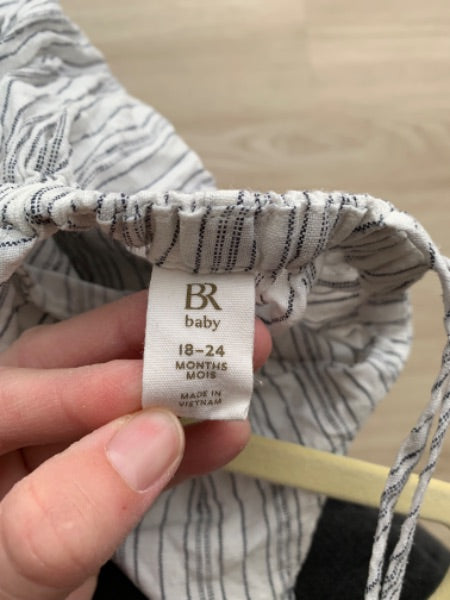 BR
baby
18-24
MONTHS
MOIS
MADE IN
VIETNAM